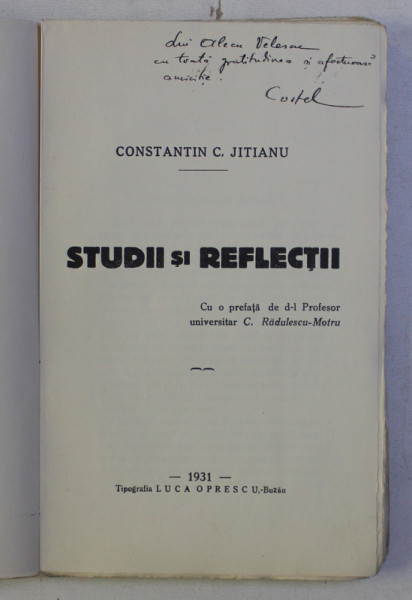 Lui Alecu Velescu
cu toată gratitudinea și afectuoasă
amiciție.
Costel
CONSTANTIN C. JITIANU
STUDII ȘI REFLECȚII
Cu o prefață de d-l Profesor
universitar C. Rădulescu-Motru
— 1931 —
Tipografia LUCA OPRESCU,-Buzău